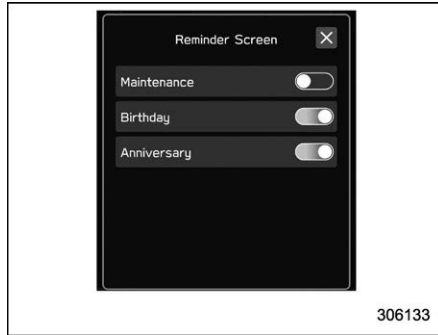 Reminder Screen
Maintenance
Birthday
Anniversary
306133